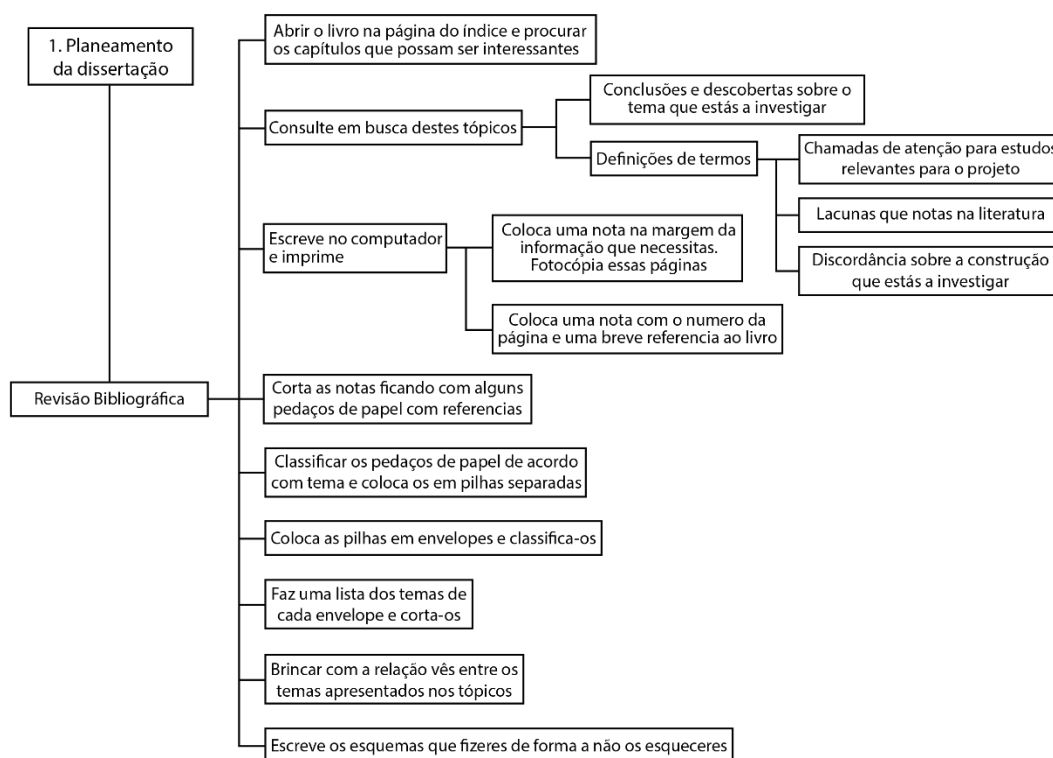 1. Planeamento
da dissertação
Abrir o livro na página do índice e procurar
os capítulos que possam ser interessantes
Consulte em busca destes tópicos
Conclusões e descobertas sobre o
tema que estás a investigar
Definições de termos
Chamadas de atenção para estudos
relevantes para o projeto
Lacunas que notas na literatura
Discordância sobre a construção
que estás a investigar
Escreve no computador
e imprime
Coloca uma nota na margem da
informação que necessitas.
Fotocópia essas páginas
Coloca uma nota com o numero da
página e uma breve referencia ao livro
Revisão Bibliográfica
Corta as notas ficando com alguns
pedaços de papel com referencias
Classificar os pedaços de papel de acordo
com tema e coloca os em pilhas separadas
Coloca as pilhas em envelopes e classifica-os
Faz uma lista dos temas de
cada envelope e corta-os
Brincar com a relação vês entre os
temas apresentados nos tópicos
Escreve os esquemas que fizeres de forma a não os esqueceres